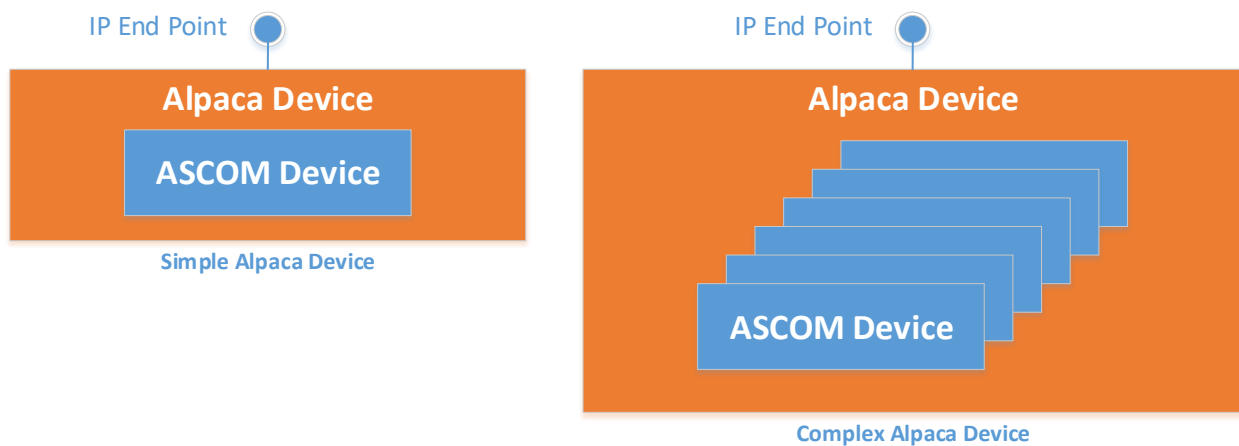 IP End Point
Alpaca Device
ASCOM Device
Simple Alpaca Device
IP End Point
Alpaca Device
ASCOM Device
Complex Alpaca Device